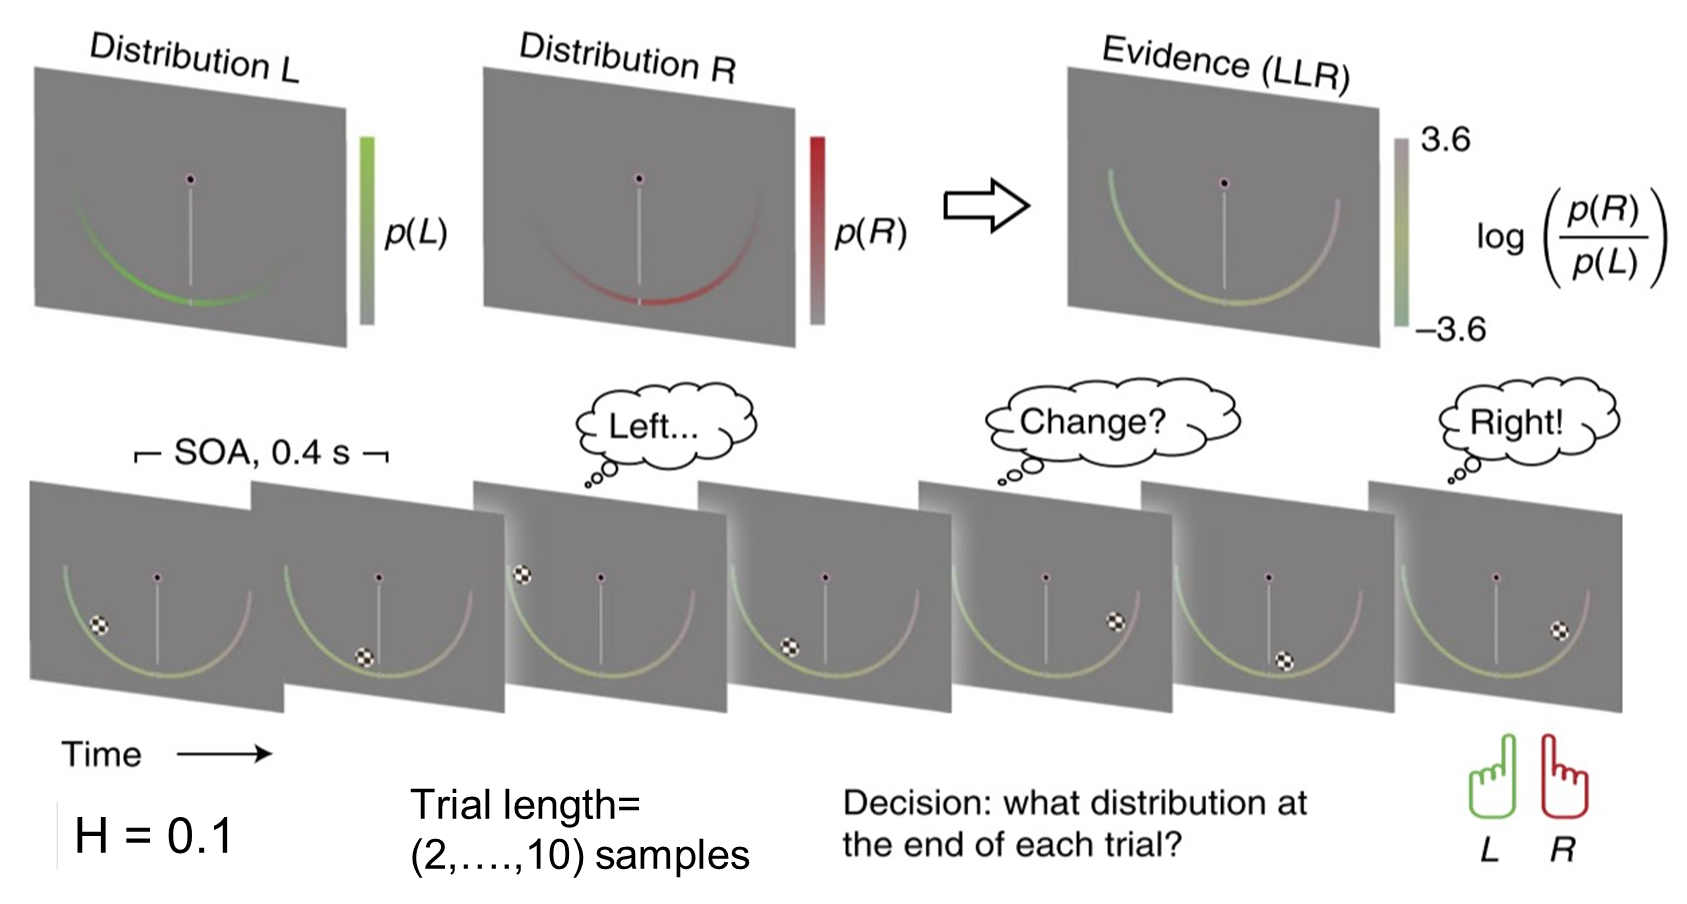 Distribution L
Distribution R
Evidence (LLR)
p(L)
p(R)
3.6
–3.6
log (p(R)/p(L))
SOA, 0.4 s
Left...
Change?
Right!
Time
H = 0.1
Trial length=
(2,....,10) samples
Decision: what distribution at
the end of each trial?
L R